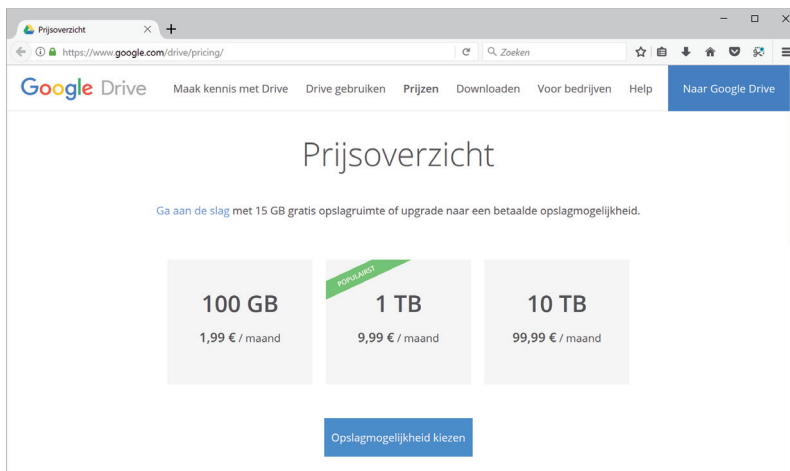 Prijsoverzicht
https://www.google.com/drive/pricing/
Zoeken
Google Drive
Maak kennis met Drive
Drive gebruiken
Prijzen
Downloaden
Voor bedrijven
Help
Naar Google Drive
Prijsoverzicht
Ga aan de slag met 15 GB gratis opslagruimte of upgrade naar een betaalde opslagmogelijkheid.
100 GB
1,99 € / maand
POPULAIRST
1 TB
9,99 € / maand
10 TB
99,99 € / maand
Opslagmogelijkheid kiezen